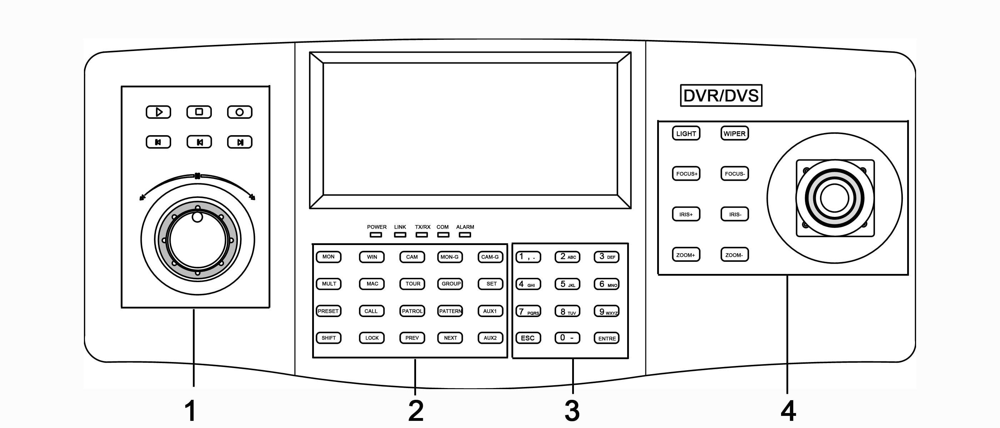 DVR/DVS
LIGHT WIPER
FOCUS+ FOCUS-
IRIS+ IRIS-
ZOOM+ ZOOM-
POWER LINK TX/RX COM ALARM
MON WIN CAM MON-G CAM-G
MULT MAC TOUR GROUP SET
PRESET CALL PATROL PATTERN AUX1
SHIFT LOCK PREV NEXT AUX2
1 , . 2 ABC 3 DEF
4 GHI 5 JKL 6 MNO
7 PQRS 8 TUV 9 WXYZ
ESC 0 - ENTRE
1 2 3 4